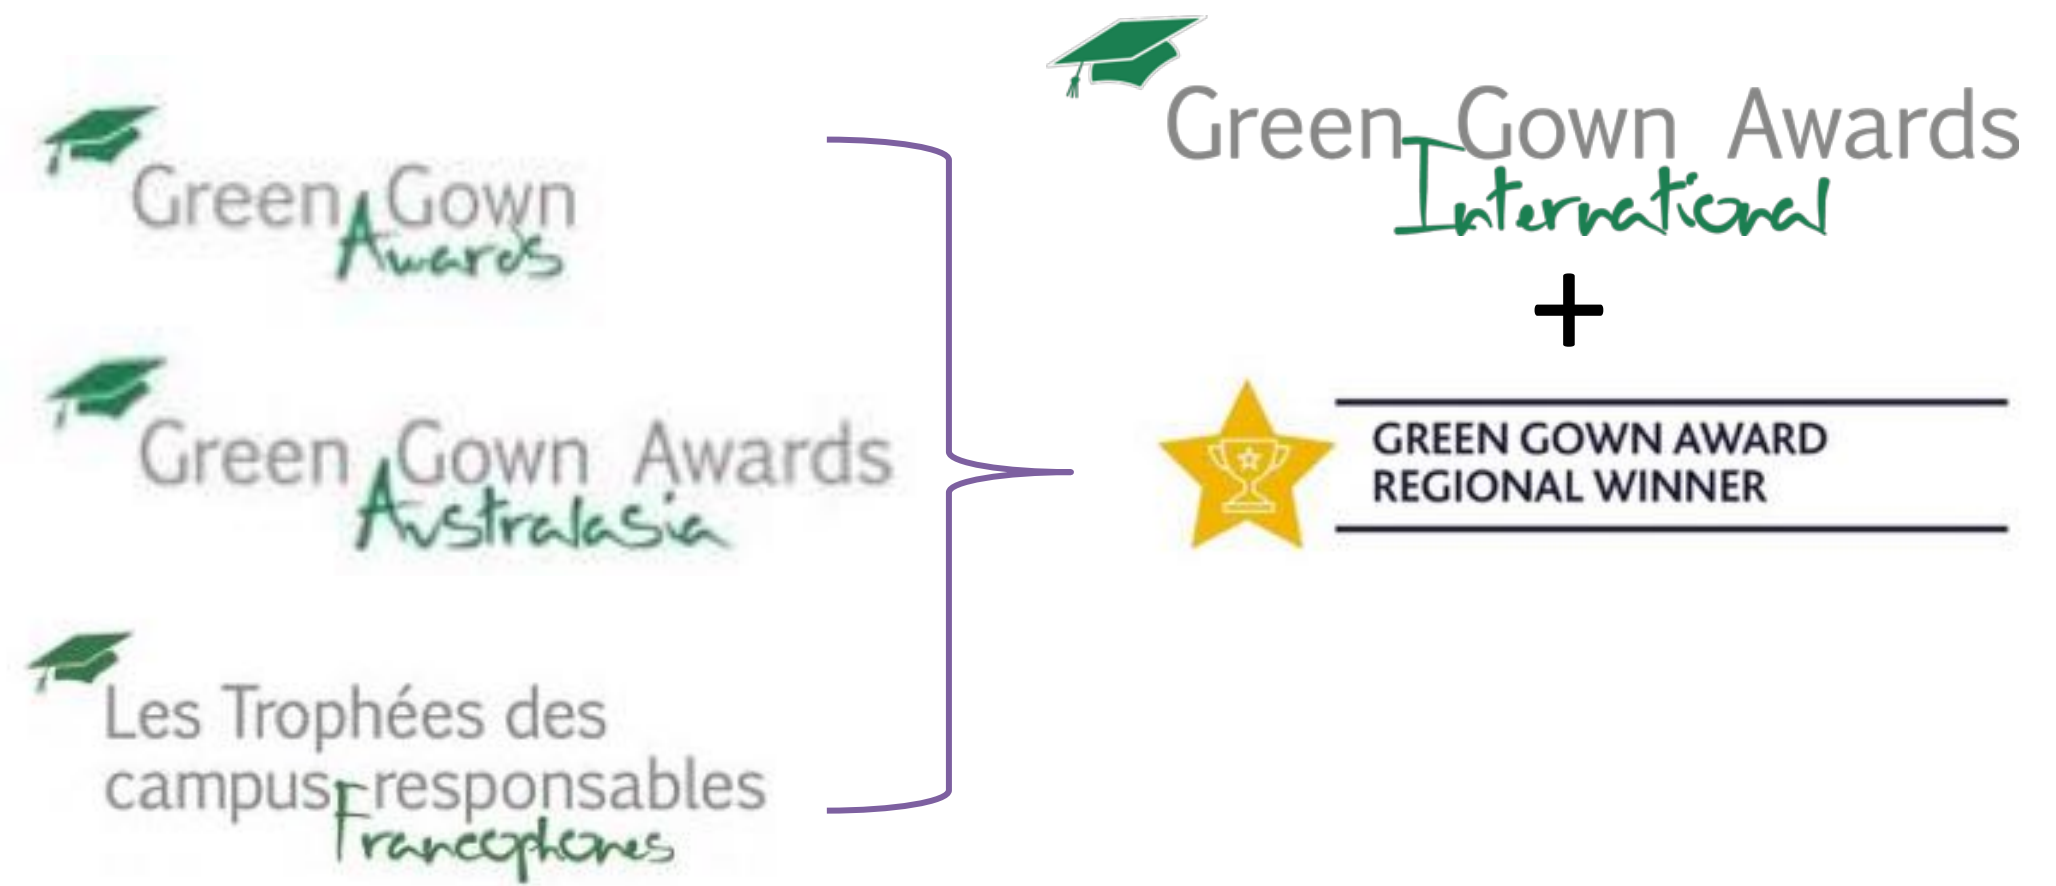 Green Gown
Awards
Green Gown Awards
Australasia
Les Trophées des
campus responsables
Francophones
Green Gown Awards
International
+
GREEN GOWN AWARD
REGIONAL WINNER